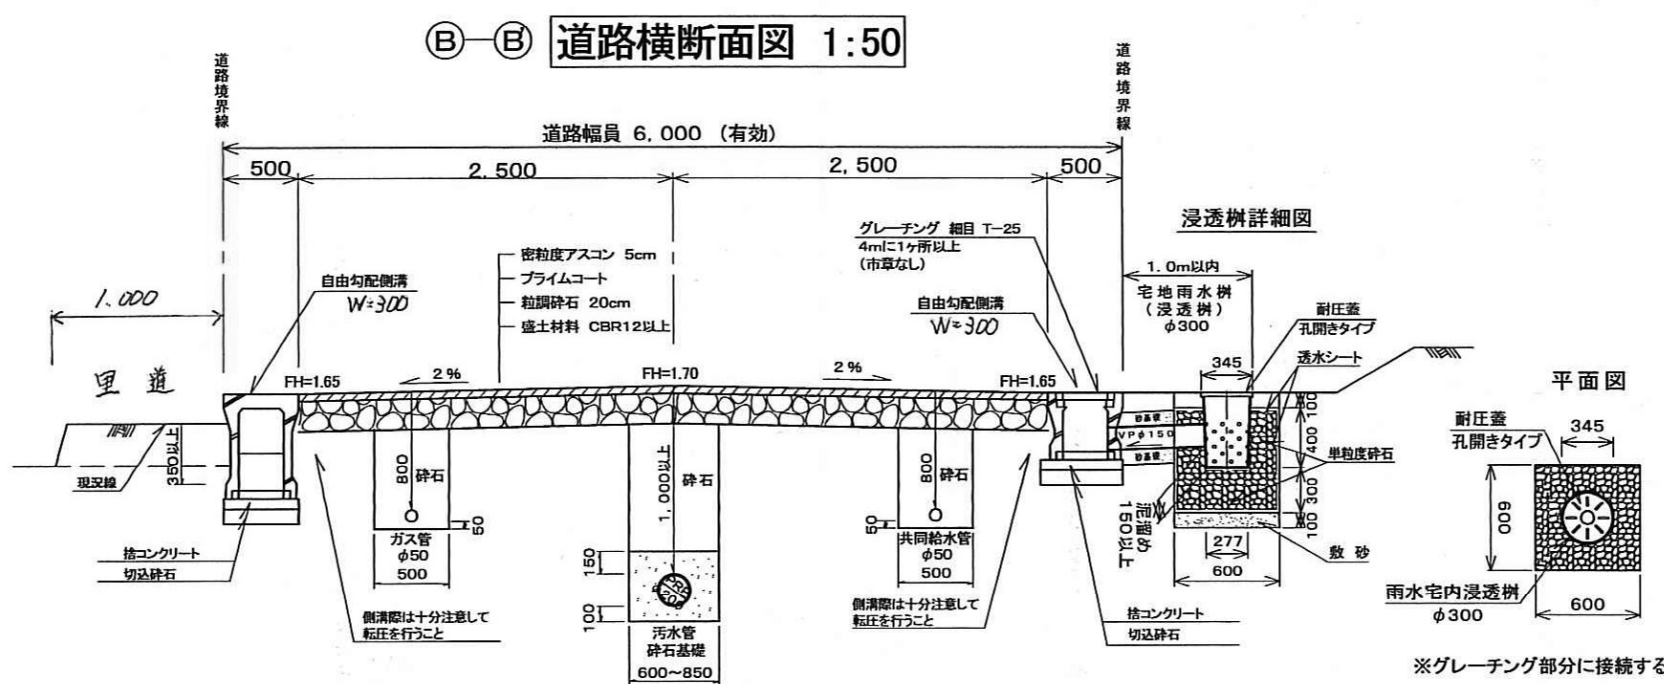 Ⓑ—Ⓑ' 道路横断面図 1:50
道路境界線
道路境界線
道路幅員 6,000 (有効)
500
2,500
2,500
500
浸透桝詳細図
グレーチング 細目 T-25
4mに1ヶ所以上
(市章なし)
密粒度アスコン 5cm
プライムコート
粒調砕石 20cm
盛土材料 CBR12以上
自由勾配側溝
W=300
自由勾配側溝
W=300
1.0m以内
宅地雨水桝
(浸透桝)
φ300
耐圧蓋
孔開きタイプ
透水シート
1.000
里道
FH=1.65
2%
FH=1.70
2%
FH=1.65
345
100
400
300
100
単粒度砕石
砂基礎
VPφ150
砂基礎
350以上
現況線
800
砕石
50
ガス管
φ50
500
1,000以上
砕石
150
100
汚水管
砕石基礎
600~850
800
砕石
50
共同給水管
φ50
500
泥溜め
150以上
277
600
敷砂
捨コンクリート
切込砕石
側溝際は十分注意して
転圧を行うこと
側溝際は十分注意して
転圧を行うこと
捨コンクリート
切込砕石
平面図
耐圧蓋
孔開きタイプ
345
600
雨水宅内浸透桝
φ300
600
※グレーチング部分に接続する